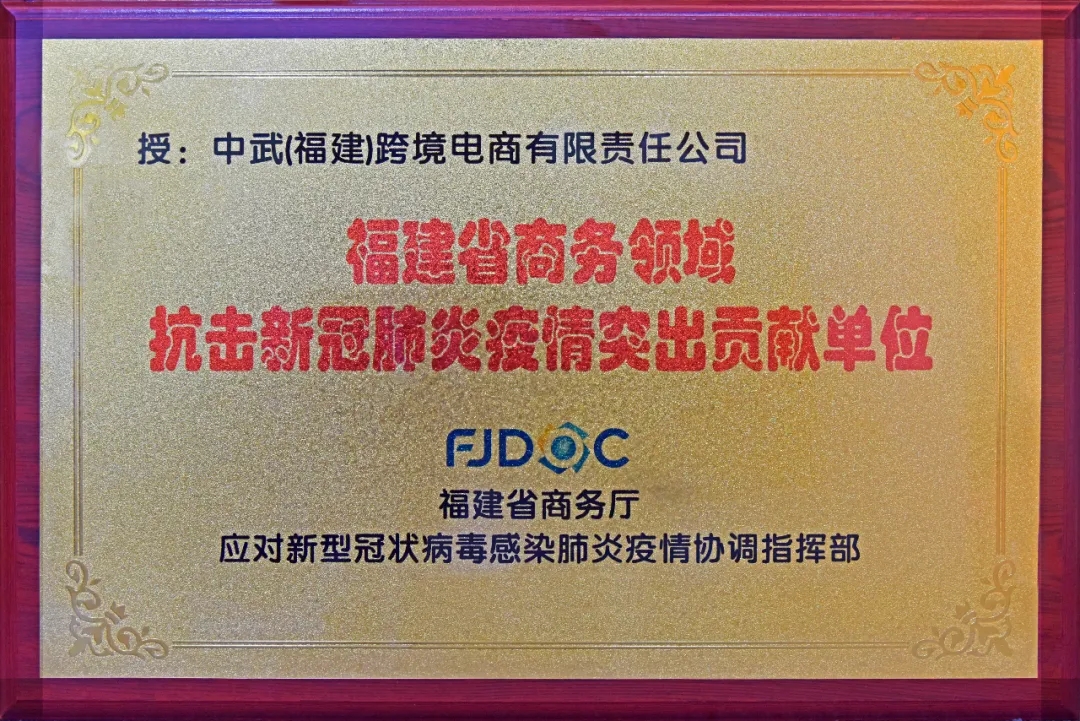 授：中武(福建)跨境电商有限责任公司
福建省商务领域
抗击新冠肺炎疫情突出贡献单位
FJDOC
福建省商务厅
应对新型冠状病毒感染肺炎疫情协调指挥部